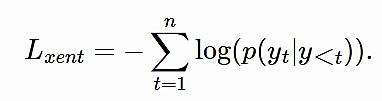 L_{xent} = -\sum_{t=1}^{n} \log(p(y_t|y_{<t})).